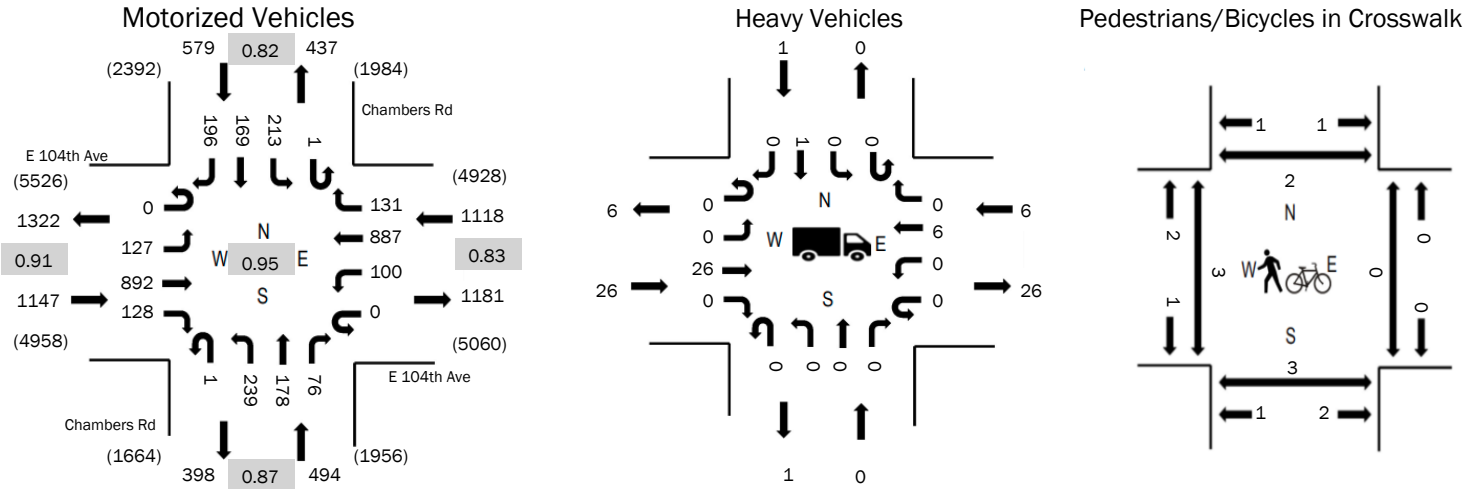 Motorized Vehicles
579 0.82 437
(2392) (1984)
Chambers Rd
196 169 213 1
E 104th Ave
(5526) (4928)
0 131
1322 1118
127 N 887
0.91 W 0.95 E 0.83
892 S 100
1147 1181
128 0
(4958) (5060)
1 239 178 76
E 104th Ave
Chambers Rd
(1664) (1956)
398 0.87 494
Heavy Vehicles
1 0
0 1 0 0
0 N 0
6 6
0 W E 6
26 0
26 26
0 S 0
0 0 0 0
1 0
Pedestrians/Bicycles in Crosswalk
1 1
2
N
2 0
3 W E 0
1 0
S
3
1 2